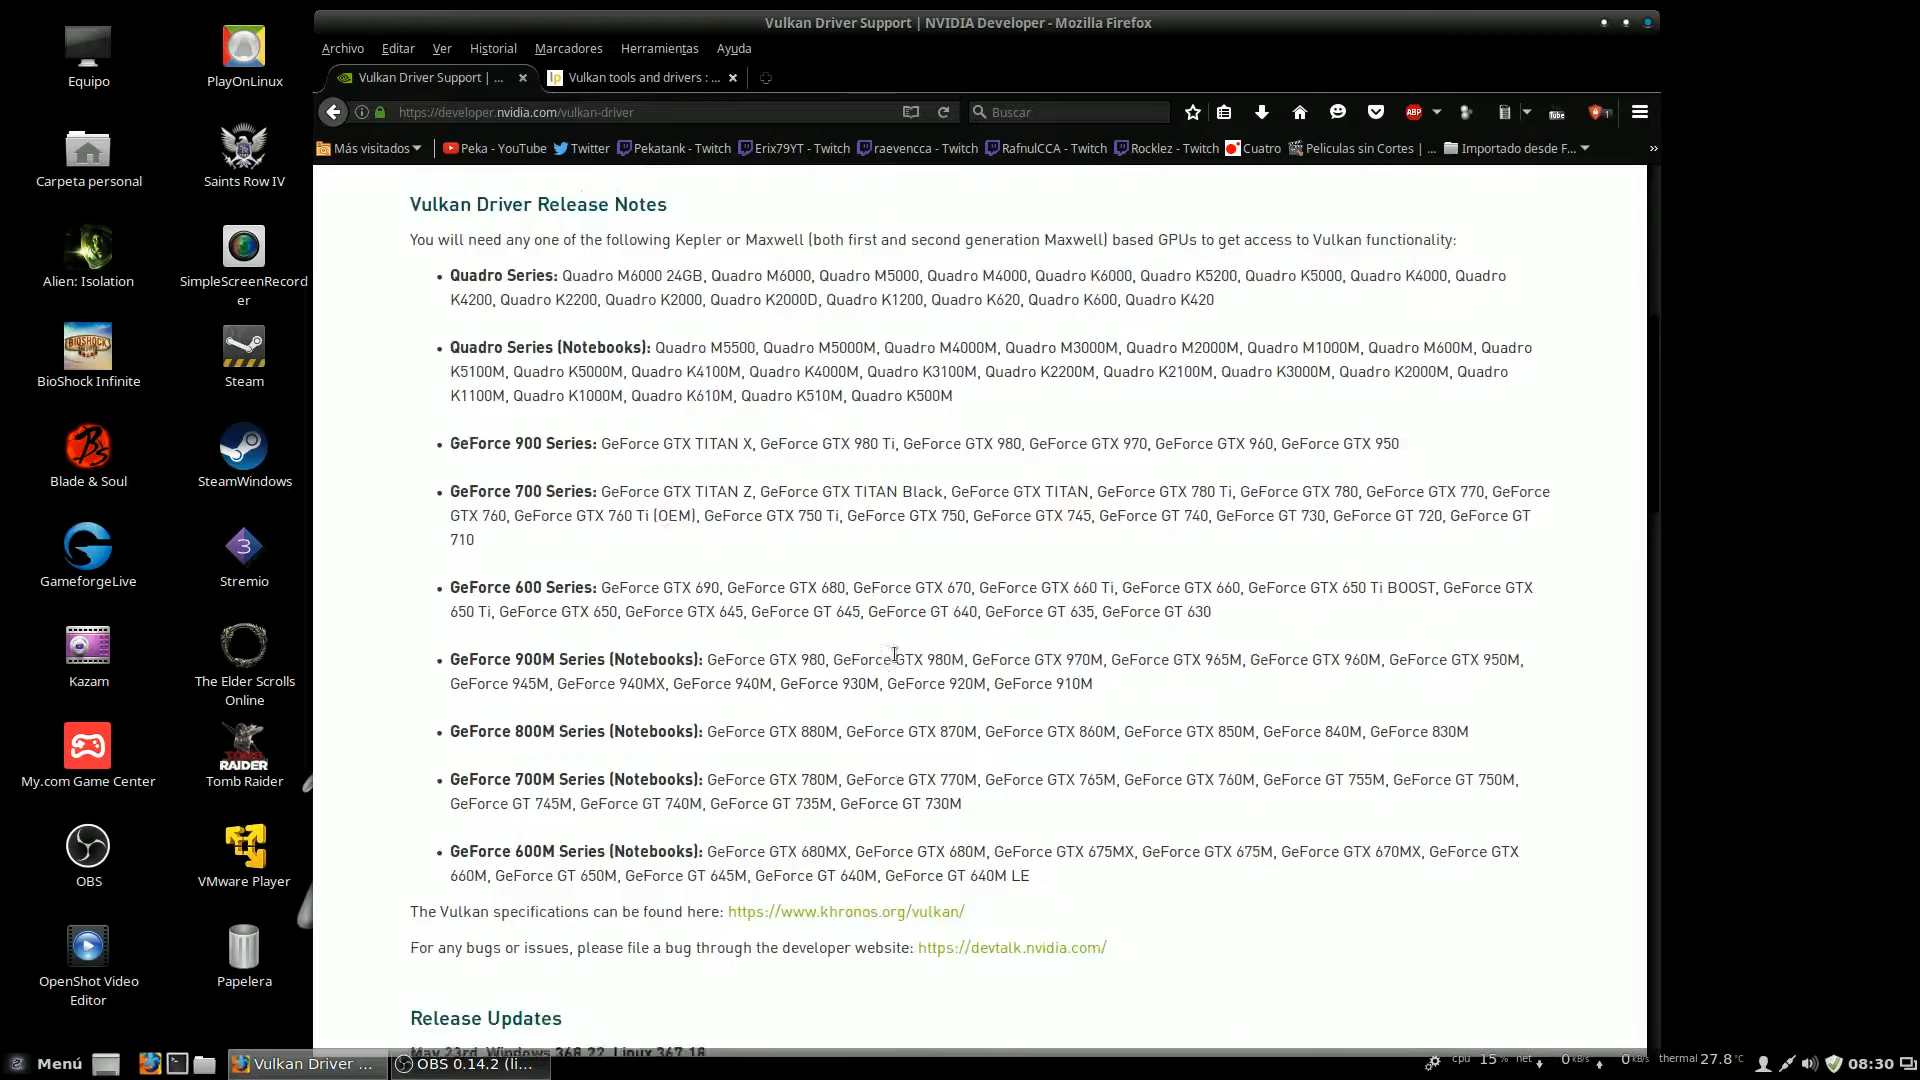 Equipo
PlayOnLinux
Carpeta personal
Saints Row IV
Alien: Isolation
SimpleScreenRecord
er
BIOSHOCK
INFINITE
BioShock Infinite
Steam
Blade & Soul
SteamWindows
GameforgeLive
3
Stremio
Kazam
The Elder Scrolls
Online
TOMB
RAIDER
My.com Game Center
Tomb Raider
OBS
VMware Player
OpenShot Video
Editor
Papelera
Vulkan Driver Support | NVIDIA Developer - Mozilla Firefox
Archivo Editar Ver Historial Marcadores Herramientas Ayuda
Vulkan Driver Support | ... × lp Vulkan tools and drivers : ... ×
https://developer.nvidia.com/vulkan-driver Buscar ABP Tube 1
Más visitados Peka - YouTube Twitter Pekatank - Twitch Erix79YT - Twitch raevencca - Twitch RafnulCCA - Twitch Rocklez - Twitch Cuatro Peliculas sin Cortes | ... Importado desde F... »
Vulkan Driver Release Notes
You will need any one of the following Kepler or Maxwell (both first and second generation Maxwell) based GPUs to get access to Vulkan functionality:
• Quadro Series: Quadro M6000 24GB, Quadro M6000, Quadro M5000, Quadro M4000, Quadro K6000, Quadro K5200, Quadro K5000, Quadro K4000, Quadro
K4200, Quadro K2200, Quadro K2000, Quadro K2000D, Quadro K1200, Quadro K620, Quadro K600, Quadro K420
• Quadro Series (Notebooks): Quadro M5500, Quadro M5000M, Quadro M4000M, Quadro M3000M, Quadro M2000M, Quadro M1000M, Quadro M600M, Quadro
K5100M, Quadro K5000M, Quadro K4100M, Quadro K4000M, Quadro K3100M, Quadro K2200M, Quadro K2100M, Quadro K3000M, Quadro K2000M, Quadro
K1100M, Quadro K1000M, Quadro K610M, Quadro K510M, Quadro K500M
• GeForce 900 Series: GeForce GTX TITAN X, GeForce GTX 980 Ti, GeForce GTX 980, GeForce GTX 970, GeForce GTX 960, GeForce GTX 950
• GeForce 700 Series: GeForce GTX TITAN Z, GeForce GTX TITAN Black, GeForce GTX TITAN, GeForce GTX 780 Ti, GeForce GTX 780, GeForce GTX 770, GeForce
GTX 760, GeForce GTX 760 Ti (OEM), GeForce GTX 750 Ti, GeForce GTX 750, GeForce GTX 745, GeForce GT 740, GeForce GT 730, GeForce GT 720, GeForce GT
710
• GeForce 600 Series: GeForce GTX 690, GeForce GTX 680, GeForce GTX 670, GeForce GTX 660 Ti, GeForce GTX 660, GeForce GTX 650 Ti BOOST, GeForce GTX
650 Ti, GeForce GTX 650, GeForce GTX 645, GeForce GT 645, GeForce GT 640, GeForce GT 635, GeForce GT 630
• GeForce 900M Series (Notebooks): GeForce GTX 980, GeForce GTX 980M, GeForce GTX 970M, GeForce GTX 965M, GeForce GTX 960M, GeForce GTX 950M,
GeForce 945M, GeForce 940MX, GeForce 940M, GeForce 930M, GeForce 920M, GeForce 910M
• GeForce 800M Series (Notebooks): GeForce GTX 880M, GeForce GTX 870M, GeForce GTX 860M, GeForce GTX 850M, GeForce 840M, GeForce 830M
• GeForce 700M Series (Notebooks): GeForce GTX 780M, GeForce GTX 770M, GeForce GTX 765M, GeForce GTX 760M, GeForce GT 755M, GeForce GT 750M,
GeForce GT 745M, GeForce GT 740M, GeForce GT 735M, GeForce GT 730M
• GeForce 600M Series (Notebooks): GeForce GTX 680MX, GeForce GTX 680M, GeForce GTX 675MX, GeForce GTX 675M, GeForce GTX 670MX, GeForce GTX
660M, GeForce GT 650M, GeForce GT 645M, GeForce GT 640M, GeForce GT 640M LE
The Vulkan specifications can be found here: https://www.khronos.org/vulkan/
For any bugs or issues, please file a bug through the developer website: https://devtalk.nvidia.com/
Release Updates
May 23rd, Windows 368.22, Linux 367.18
Menú Vulkan Driver ... OBS 0.14.2 (li... cpu 15% net 0kB/s 0kB/s thermal 27.8°C 08:30